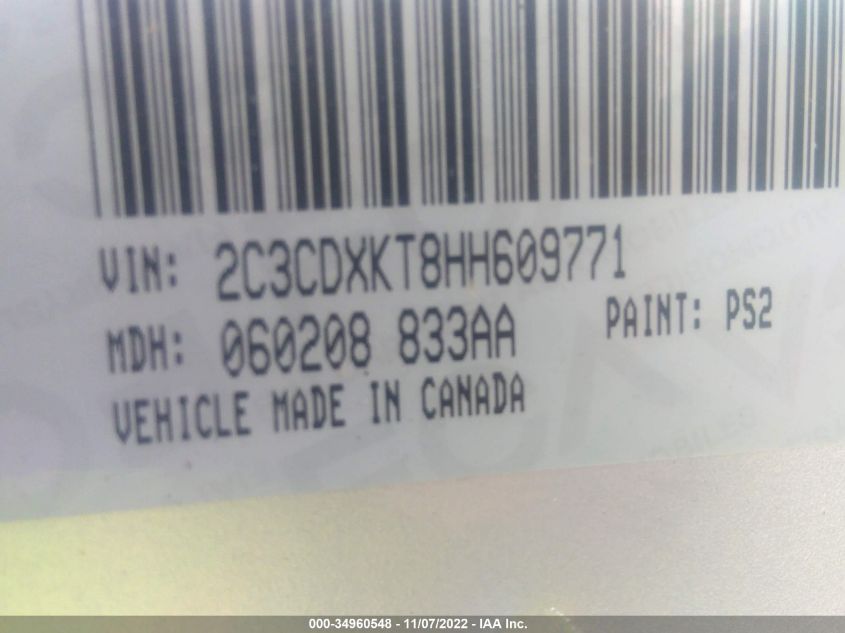 VIN: 2C3CDXKT8HH609771
MDH: 060208 833AA PAINT: PS2
VEHICLE MADE IN CANADA
000-34960548 - 11/07/2022 - IAA Inc.